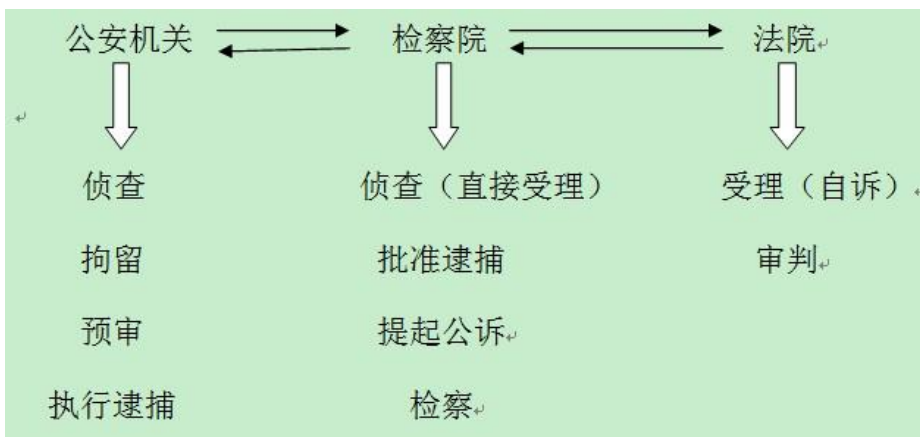 公安机关 检察院 法院
侦查 侦查（直接受理） 受理（自诉）
拘留 批准逮捕 审判
预审 提起公诉
执行逮捕 检察